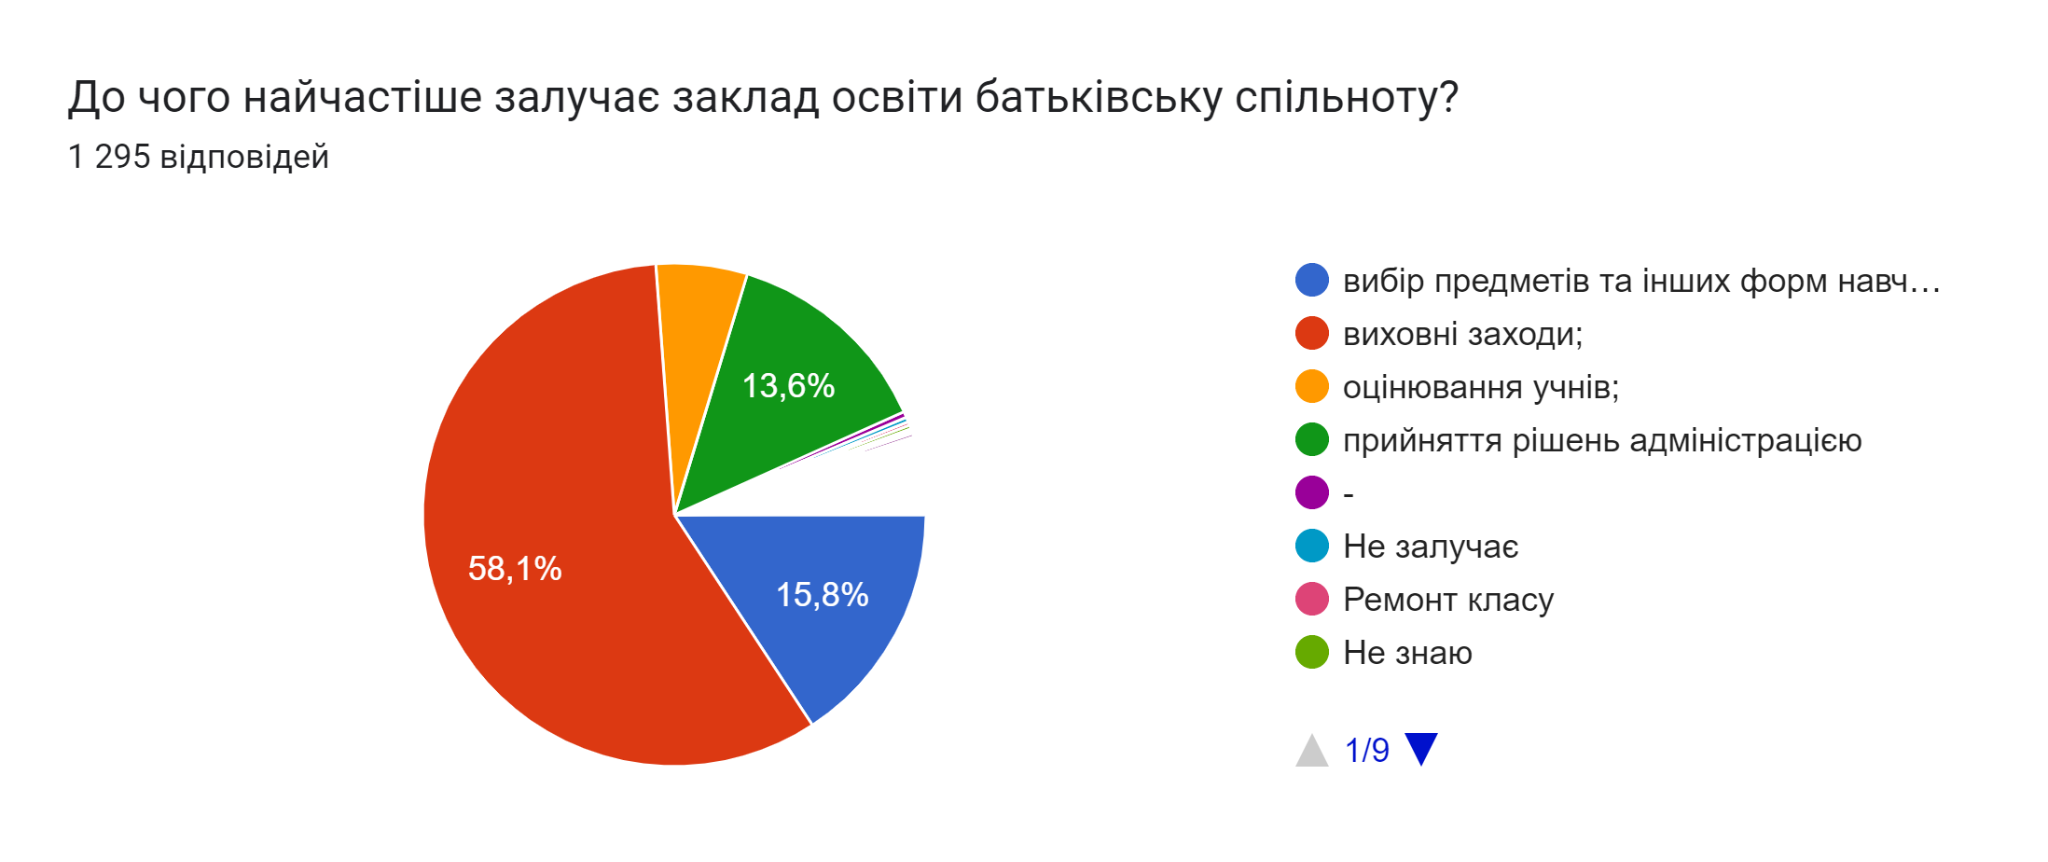 До чого найчастіше залучає заклад освіти батьківську спільноту?
1 295 відповідей
13,6%
58,1%
15,8%
вибір предметів та інших форм навч…
виховні заходи;
оцінювання учнів;
прийняття рішень адміністрацією
-
Не залучає
Ремонт класу
Не знаю
1/9